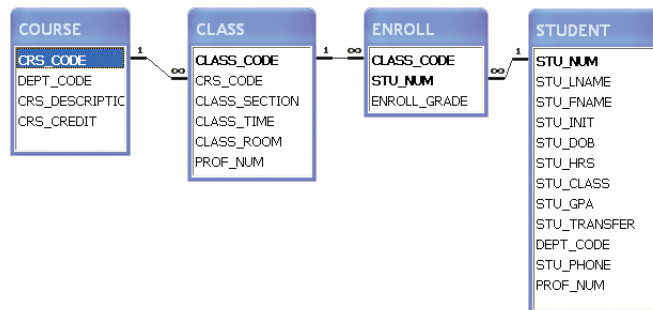 COURSE
CRS_CODE
DEPT_CODE
CRS_DESCRIPTIC
CRS_CREDIT
1
∞
CLASS
CLASS_CODE
CRS_CODE
CLASS_SECTION
CLASS_TIME
CLASS_ROOM
PROF_NUM
1
∞
ENROLL
CLASS_CODE
STU_NUM
ENROLL_GRADE
∞
1
STUDENT
STU_NUM
STU_LNAME
STU_FNAME
STU_INIT
STU_DOB
STU_HRS
STU_CLASS
STU_GPA
STU_TRANSFER
DEPT_CODE
STU_PHONE
PROF_NUM